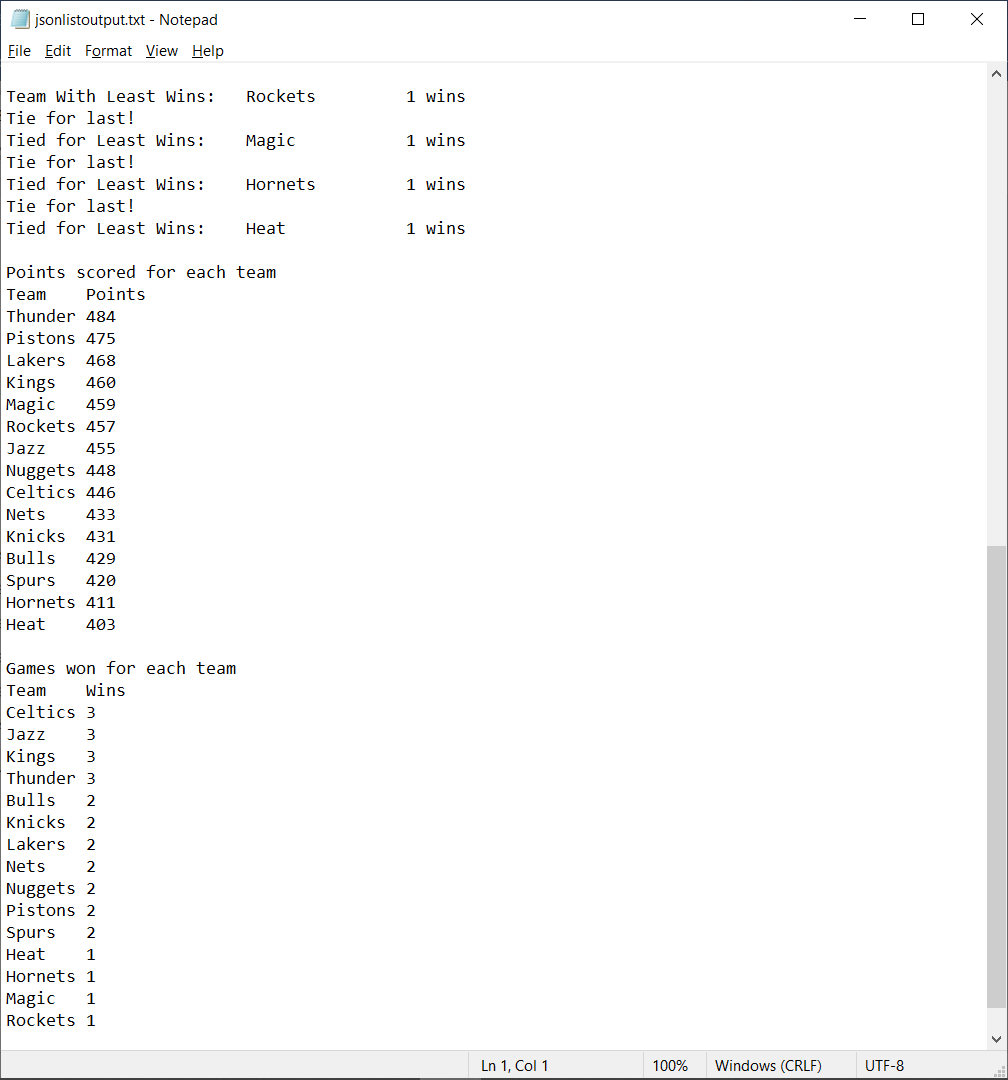 jsonlistoutput.txt - Notepad
File Edit Format View Help
Team With Least Wins:   Rockets         1 wins
Tie for last!
Tied for Least Wins:    Magic           1 wins
Tie for last!
Tied for Least Wins:    Hornets         1 wins
Tie for last!
Tied for Least Wins:    Heat            1 wins
Points scored for each team
Team    Points
Thunder 484
Pistons 475
Lakers  468
Kings   460
Magic   459
Rockets 457
Jazz    455
Nuggets 448
Celtics 446
Nets    433
Knicks  431
Bulls   429
Spurs   420
Hornets 411
Heat    403
Games won for each team
Team    Wins
Celtics 3
Jazz    3
Kings   3
Thunder 3
Bulls   2
Knicks  2
Lakers  2
Nets    2
Nuggets 2
Pistons 2
Spurs   2
Heat    1
Hornets 1
Magic   1
Rockets 1
Ln 1, Col 1 100% Windows (CRLF) UTF-8